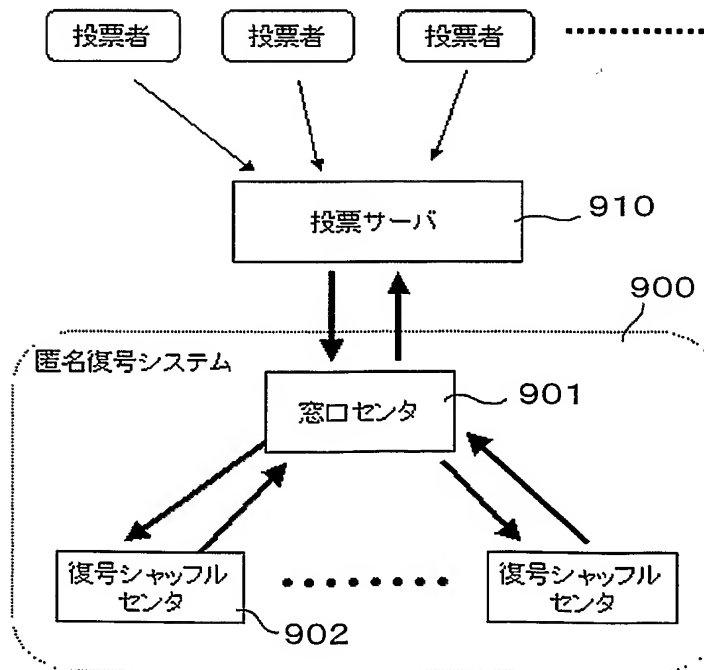 投票者
投票者
投票者
投票サーバ
910
900
匿名復号システム
窓口センタ
901
復号シャッフル
センタ
902
復号シャッフル
センタ